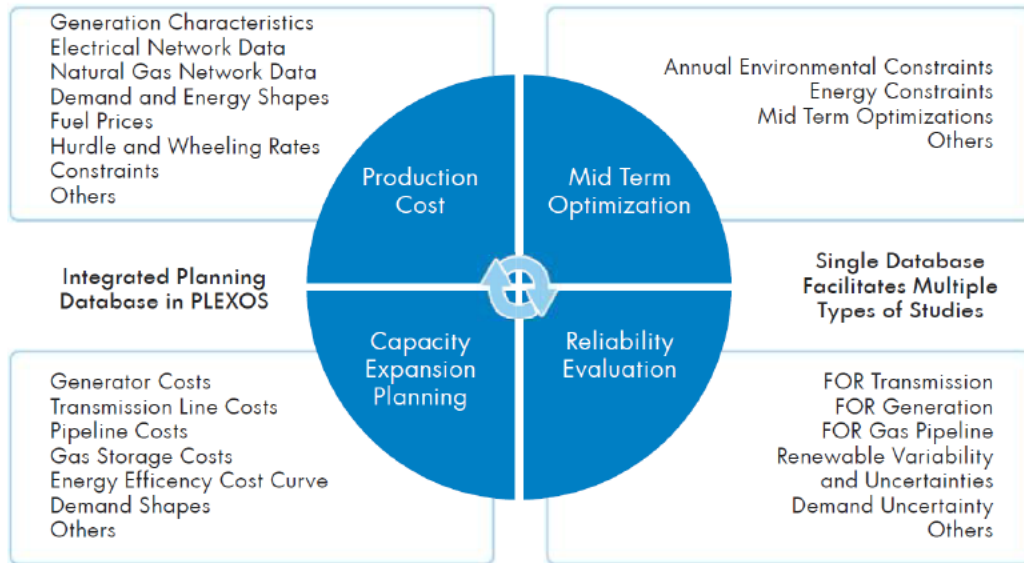 Generation Characteristics
Electrical Network Data
Natural Gas Network Data
Demand and Energy Shapes
Fuel Prices
Hurdle and Wheeling Rates
Constraints
Others
Annual Environmental Constraints
Energy Constraints
Mid Term Optimizations
Others
Production
Cost
Mid Term
Optimization
Integrated Planning
Database in PLEXOS
Single Database
Facilitates Multiple
Types of Studies
Capacity
Expansion
Planning
Reliability
Evaluation
Generator Costs
Transmission Line Costs
Pipeline Costs
Gas Storage Costs
Energy Efficency Cost Curve
Demand Shapes
Others
FOR Transmission
FOR Generation
FOR Gas Pipeline
Renewable Variability
and Uncertainties
Demand Uncertainty
Others